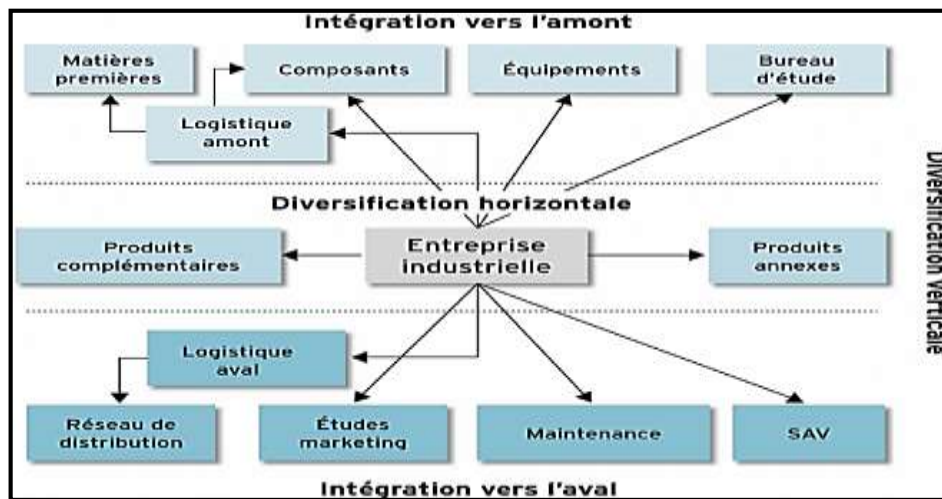 Intégration vers l'amont
Matières
premières
Composants
Équipements
Bureau
d'étude
Logistique
amont
Diversification horizontale
Produits
complémentaires
Entreprise
industrielle
Produits
annexes
Diversification verticale
Logistique
aval
Réseau de
distribution
Études
marketing
Maintenance
SAV
Intégration vers l'aval